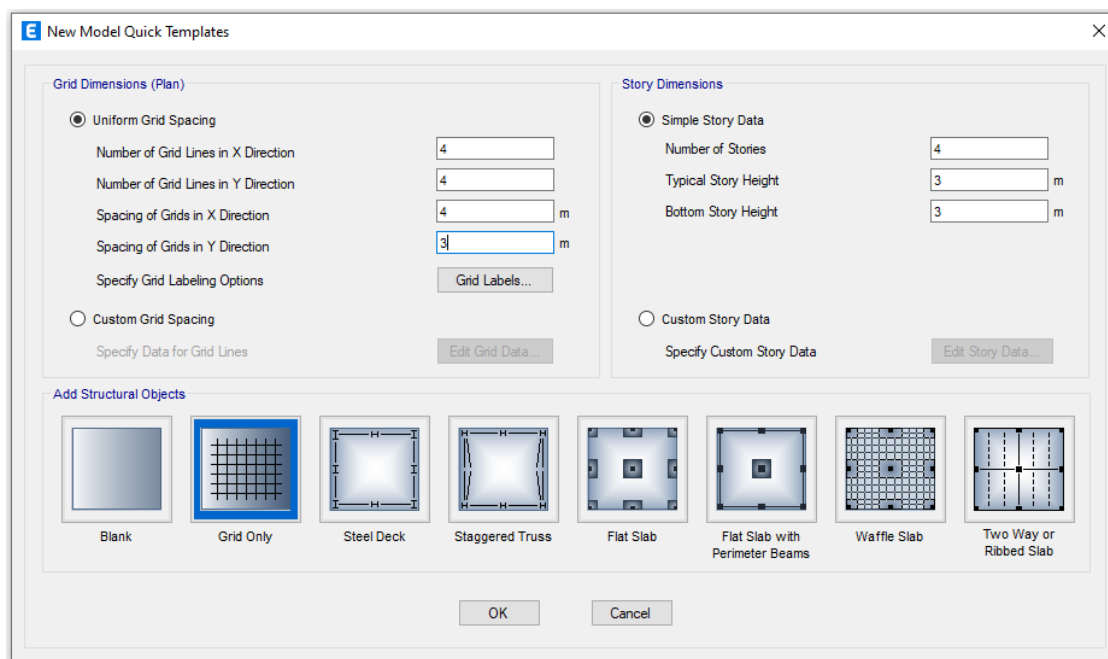 E New Model Quick Templates
Grid Dimensions (Plan)
Uniform Grid Spacing
Number of Grid Lines in X Direction 4
Number of Grid Lines in Y Direction 4
Spacing of Grids in X Direction 4 m
Spacing of Grids in Y Direction 3 m
Specify Grid Labeling Options Grid Labels...
Custom Grid Spacing
Specify Data for Grid Lines Edit Grid Data...
Story Dimensions
Simple Story Data
Number of Stories 4
Typical Story Height 3 m
Bottom Story Height 3 m
Custom Story Data
Specify Custom Story Data Edit Story Data...
Add Structural Objects
Blank
Grid Only
Steel Deck
Staggered Truss
Flat Slab
Flat Slab with
Perimeter Beams
Waffle Slab
Two Way or
Ribbed Slab
OK Cancel